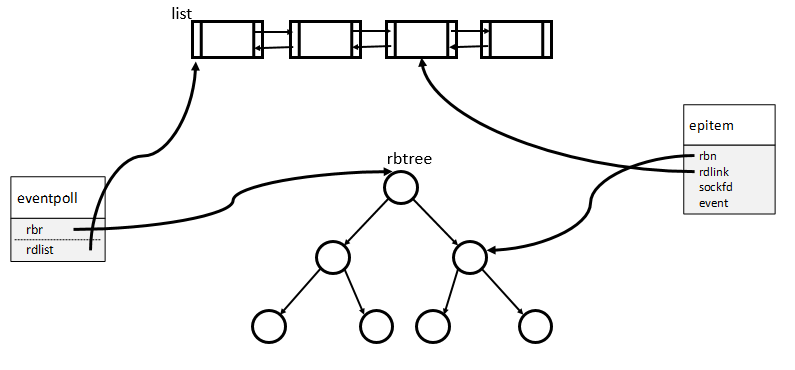 list
epitem
rbn
rdlink
sockfd
event
rbtree
eventpoll
rbr
rdlist